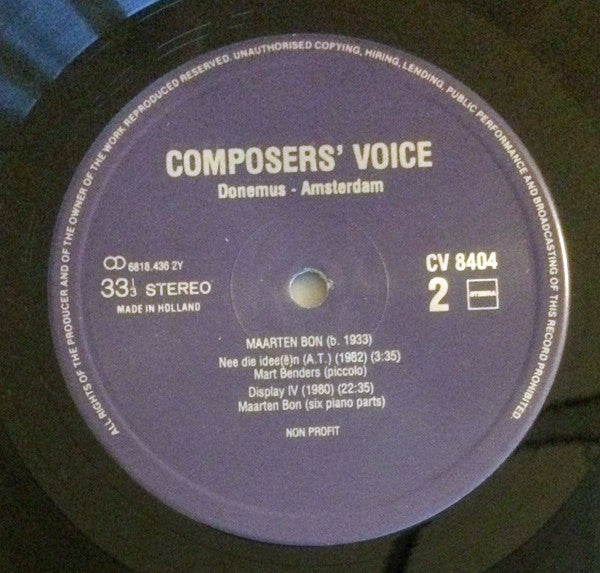 ALL RIGHTS OF THE PRODUCER AND OF THE OWNER OF THE WORK REPRODUCED RESERVED. UNAUTHORISED COPYING, HIRING, LENDING, PUBLIC PERFORMANCE AND BROADCASTING OF THIS RECORD PROHIBITED.
COMPOSERS' VOICE
Donemus - Amsterdam
6818.436 2Y
33⅓ STEREO
MADE IN HOLLAND
CV 8404
2
STEMRA
MAARTEN BON (b. 1933)
Nee die idee(ë)n (A.T.) (1982) (3:35)
Mart Benders (piccolo)
Display IV (1980) (22:35)
Maarten Bon (six piano parts)
NON PROFIT